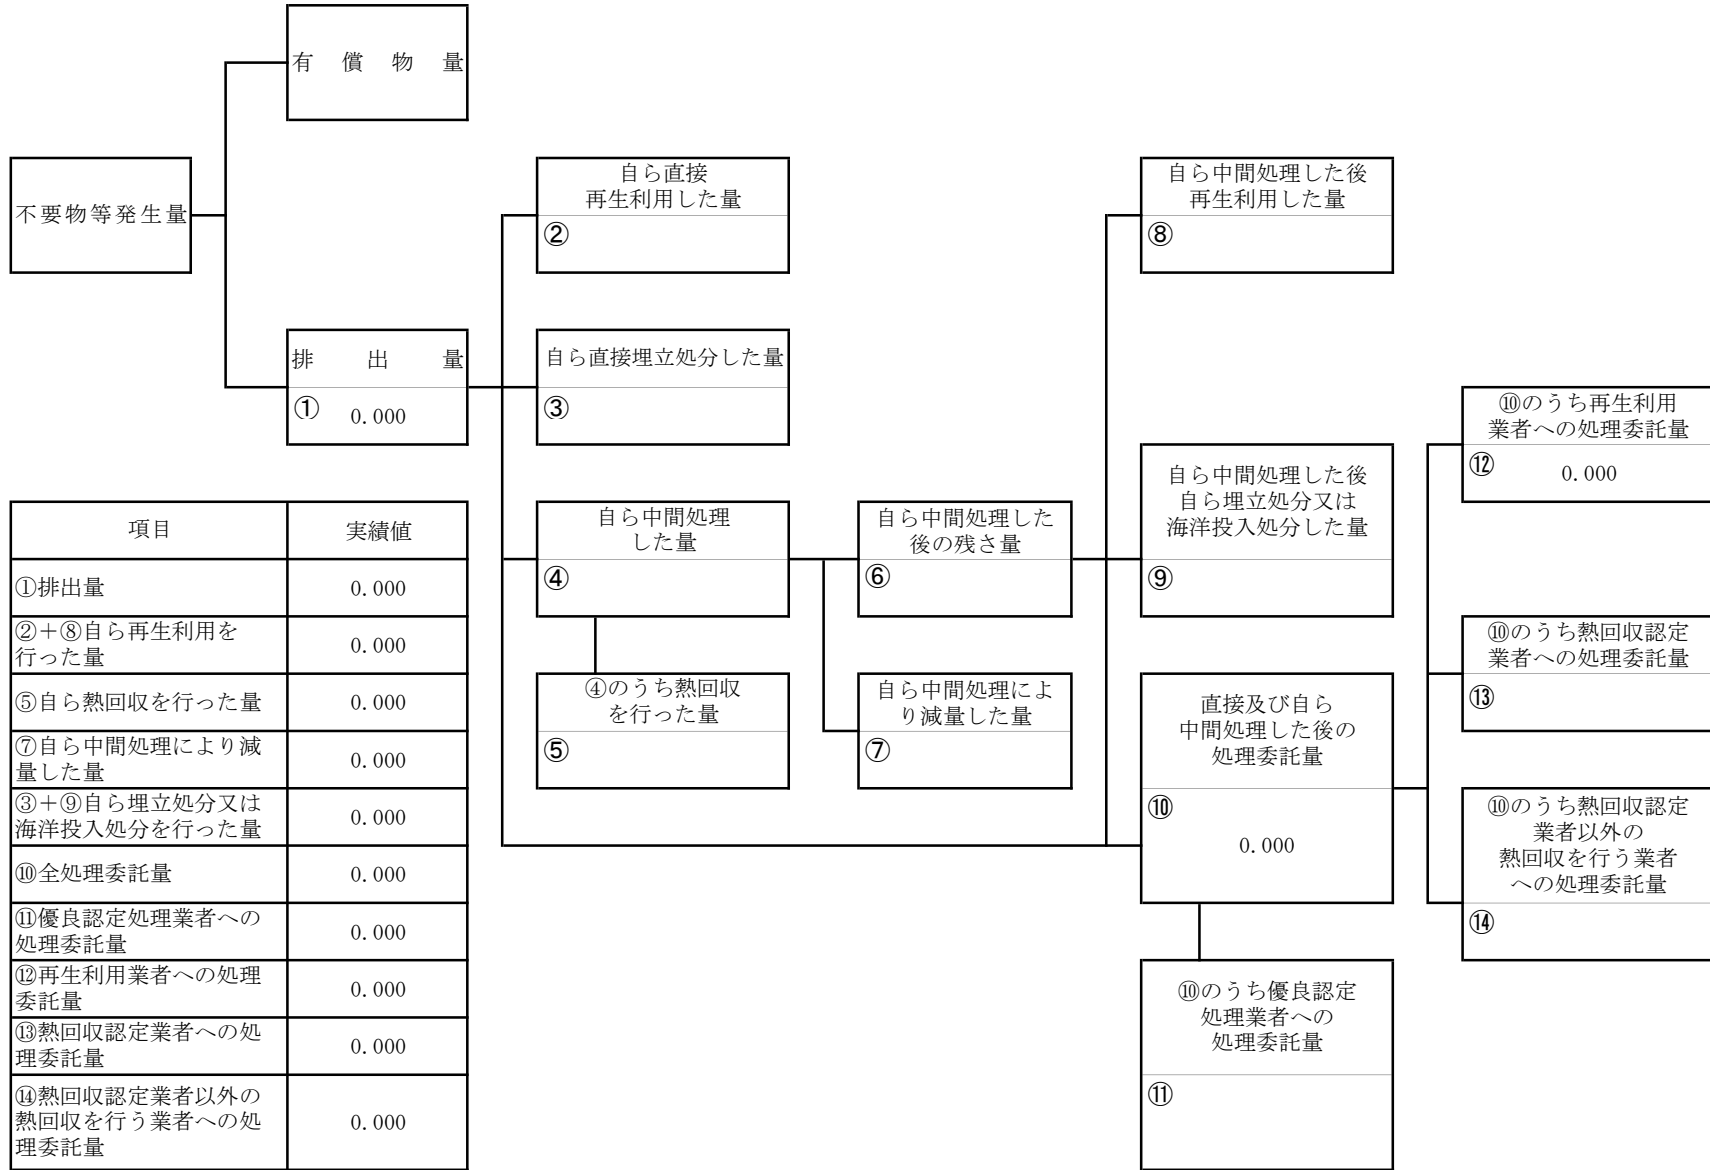 有償物量
不要物等発生量
排出量
① 0.000
自ら直接
再生利用した量
②
自ら直接埋立処分した量
③
自ら中間処理
した量
④
④のうち熱回収
を行った量
⑤
自ら中間処理した
後の残さ量
⑥
自ら中間処理によ
り減量した量
⑦
自ら中間処理した後
再生利用した量
⑧
自ら中間処理した後
自ら埋立処分又は
海洋投入処分した量
⑨
直接及び自ら
中間処理した後の
処理委託量
⑩
0.000
⑩のうち優良認定
処理業者への
処理委託量
⑪
⑩のうち再生利用
業者への処理委託量
⑫ 0.000
⑩のうち熱回収認定
業者への処理委託量
⑬
⑩のうち熱回収認定
業者以外の
熱回収を行う業者
への処理委託量
⑭
項目 実績値
①排出量 0.000
②+⑧自ら再生利用を
行った量 0.000
⑤自ら熱回収を行った量 0.000
⑦自ら中間処理により減
量した量 0.000
③+⑨自ら埋立処分又は
海洋投入処分を行った量 0.000
⑩全処理委託量 0.000
⑪優良認定処理業者への
処理委託量 0.000
⑫再生利用業者への処理
委託量 0.000
⑬熱回収認定業者への処
理委託量 0.000
⑭熱回収認定業者以外の
熱回収を行う業者への処
理委託量 0.000